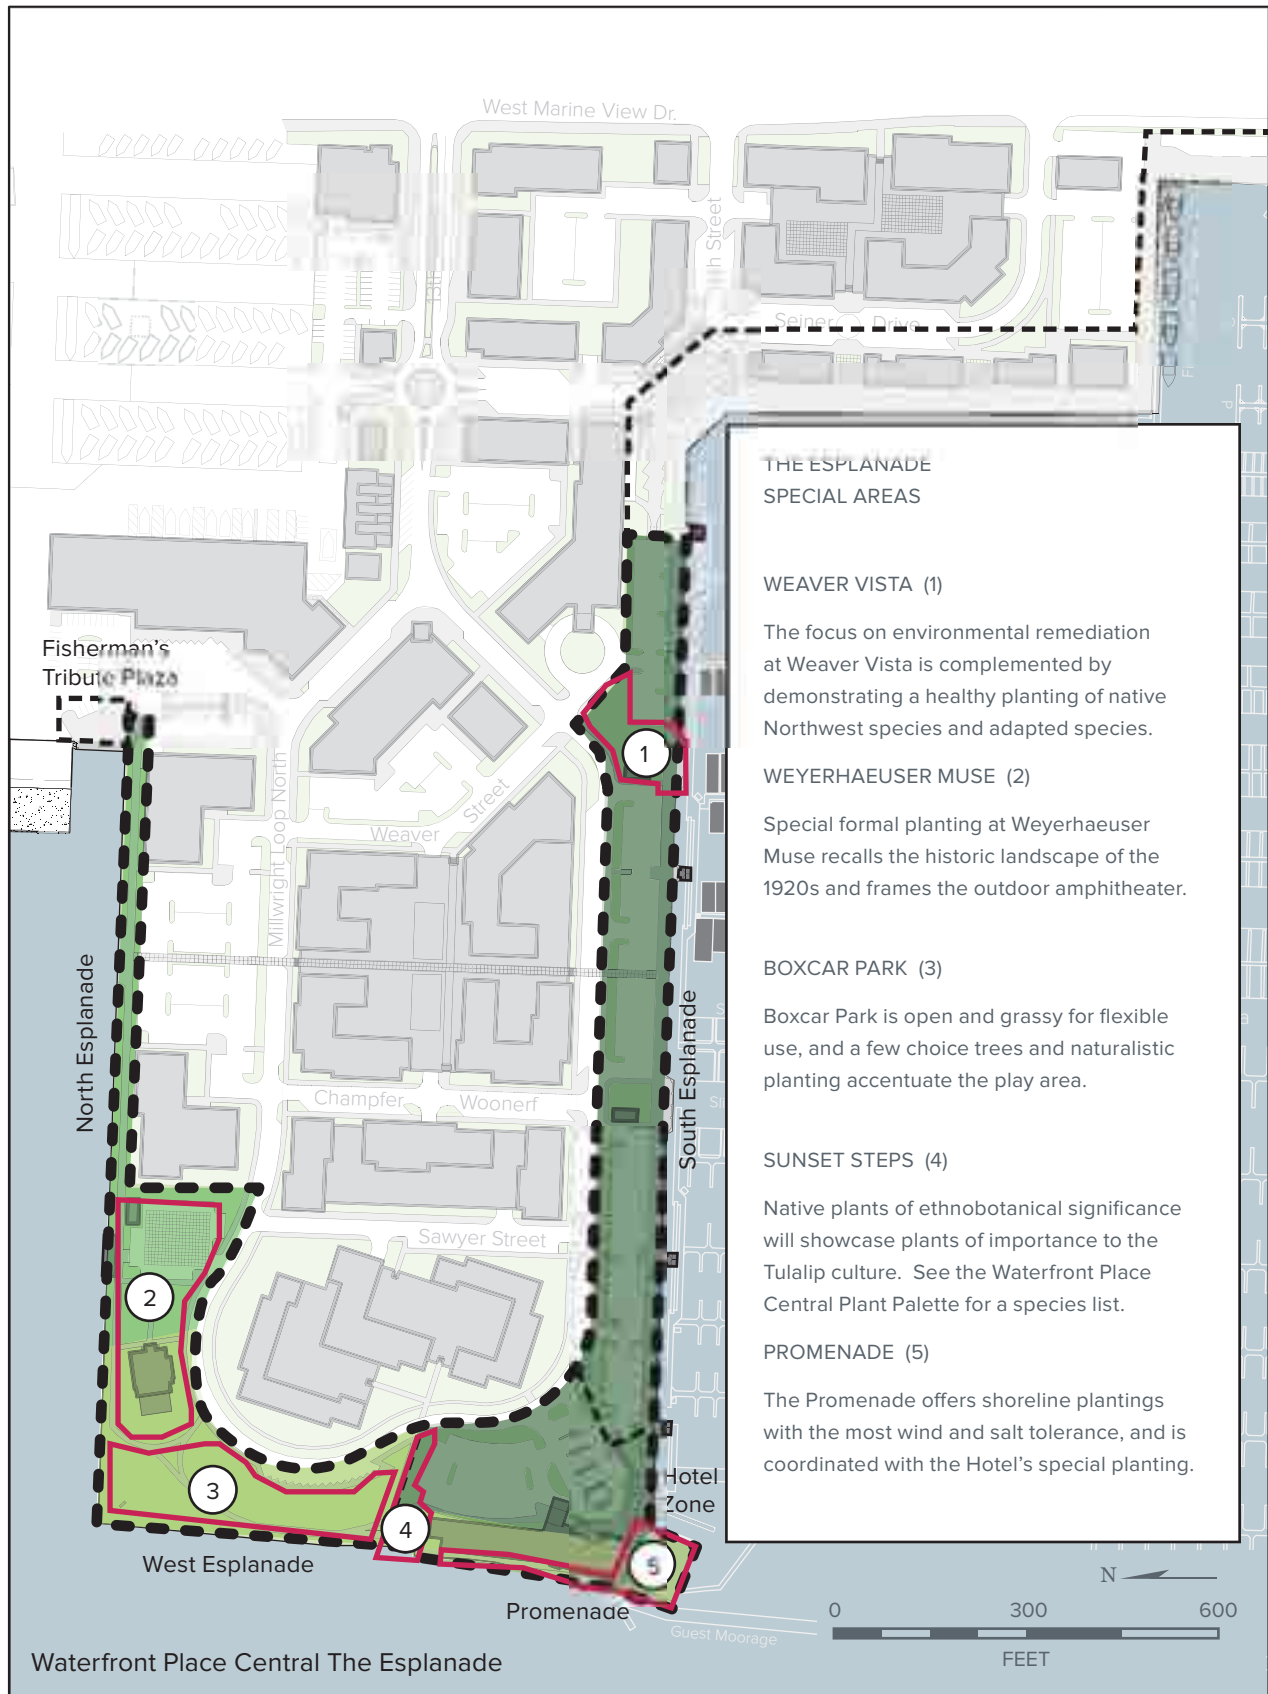 West Marine View Dr.
Street
Seiner Drive
THE ESPLANADE
SPECIAL AREAS
WEAVER VISTA (1)
The focus on environmental remediation
at Weaver Vista is complemented by
demonstrating a healthy planting of native
Northwest species and adapted species.
WEYERHAEUSER MUSE (2)
Special formal planting at Weyerhaeuser
Muse recalls the historic landscape of the
1920s and frames the outdoor amphitheater.
BOXCAR PARK (3)
Boxcar Park is open and grassy for flexible
use, and a few choice trees and naturalistic
planting accentuate the play area.
SUNSET STEPS (4)
Native plants of ethnobotanical significance
will showcase plants of importance to the
Tulalip culture. See the Waterfront Place
Central Plant Palette for a species list.
PROMENADE (5)
The Promenade offers shoreline plantings
with the most wind and salt tolerance, and is
coordinated with the Hotel's special planting.
Fisherman's
Tribute Plaza
1
Millwright Loop North
Weaver Street
North Esplanade
South Esplanade
Champfer Woonerf
Sawyer Street
2
3
4
5
Hotel
Zone
West Esplanade
Promenade
Guest Moorage
N
0 300 600
FEET
Waterfront Place Central The Esplanade